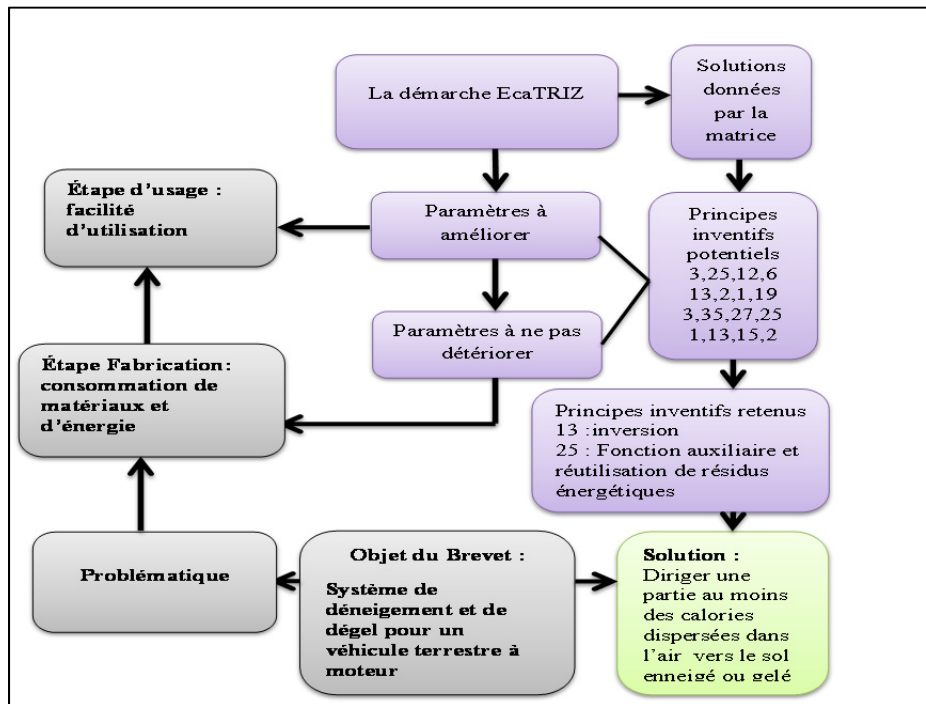 La démarche EcaTRIZ
Solutions
données
par la
matrice
Étape d'usage :
facilité
d'utilisation
Paramètres à
améliorer
Principes
inventifs
potentiels
3,25,12,6
13,2,1,19
3,35,27,25
1,13,15,2
Paramètres à ne pas
détériorer
Étape Fabrication:
consommation de
matériaux et
d'énergie
Principes inventifs retenus
13 :inversion
25 : Fonction auxiliaire et
réutilisation de résidus
énergétiques
Problématique
Objet du Brevet :
Système de
déneigement et de
dégel pour un
véhicule terrestre à
moteur
Solution :
Diriger une
partie au moins
des calories
dispersées dans
l'air vers le sol
enneigé ou gelé